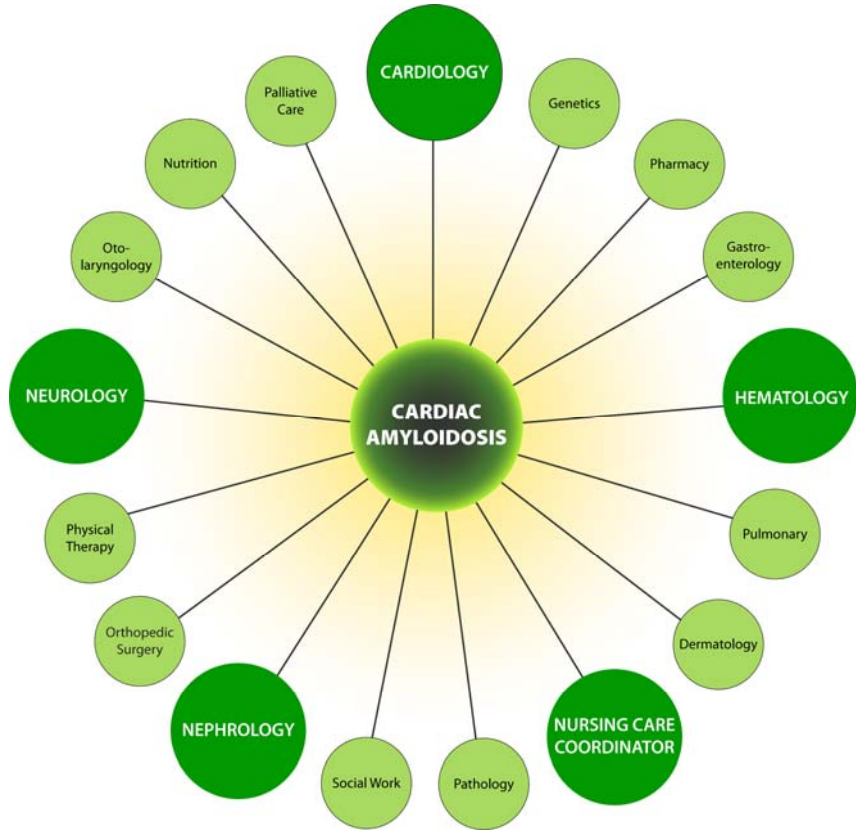 CARDIOLOGY
Palliative
Care
Genetics
Nutrition
Pharmacy
Oto-
laryngology
Gastro-
enterology
NEUROLOGY
HEMATOLOGY
CARDIAC
AMYLOIDOSIS
Physical
Therapy
Pulmonary
Orthopedic
Surgery
Dermatology
NEPHROLOGY
NURSING CARE
COORDINATOR
Social Work
Pathology